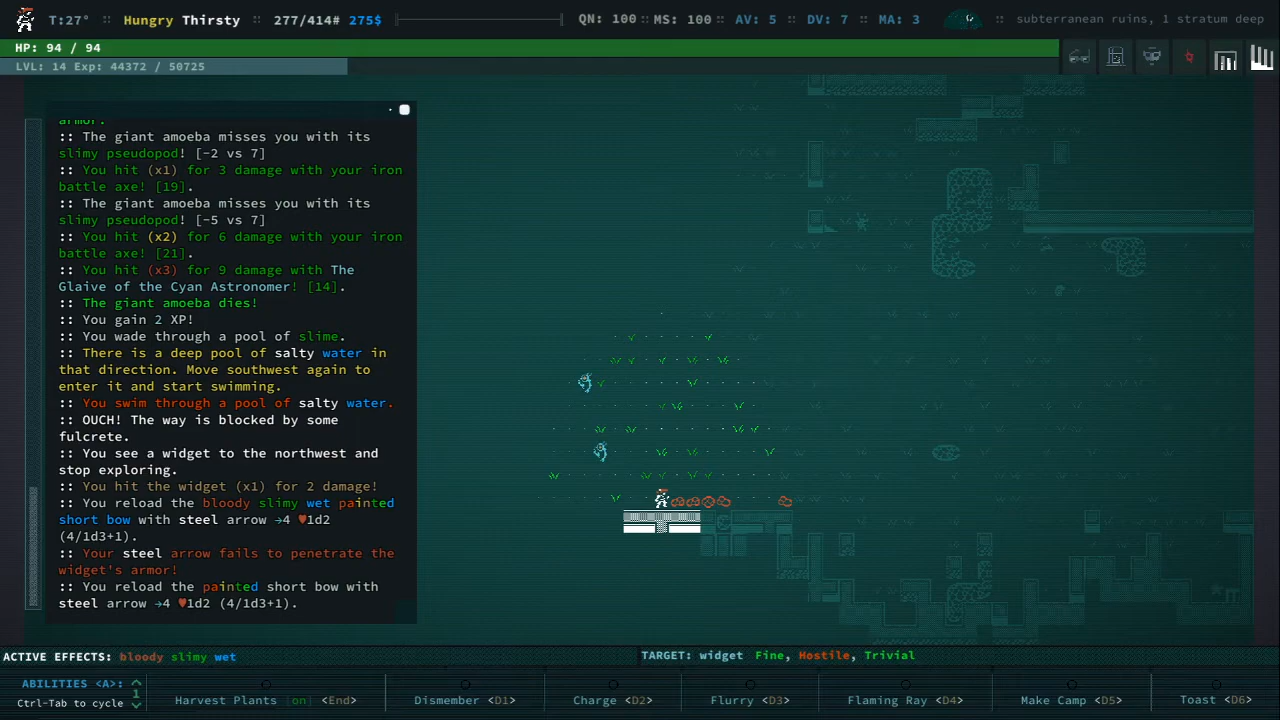 T:27° :: Hungry Thirsty :: 277/414# 275$ QN: 100 :: MS: 100 :: AV: 5 :: DV: 7 :: MA: 3 :: subterranean ruins, 1 stratum deep
HP: 94 / 94
LVL: 14 Exp: 44372 / 50725
armor.
:: The giant amoeba misses you with its
slimy pseudopod! [-2 vs 7]
:: You hit (x1) for 3 damage with your iron
battle axe! [19].
:: The giant amoeba misses you with its
slimy pseudopod! [-5 vs 7]
:: You hit (x2) for 6 damage with your iron
battle axe! [21].
:: You hit (x3) for 9 damage with The
Glaive of the Cyan Astronomer! [14].
:: The giant amoeba dies!
:: You gain 2 XP!
:: You wade through a pool of slime.
:: There is a deep pool of salty water in
that direction. Move southwest again to
enter it and start swimming.
:: You swim through a pool of salty water.
:: OUCH! The way is blocked by some
fulcrete.
:: You see a widget to the northwest and
stop exploring.
:: You hit the widget (x1) for 2 damage!
:: You reload the bloody slimy wet painted
short bow with steel arrow →4 ♥1d2
(4/1d3+1).
:: Your steel arrow fails to penetrate the
widget's armor!
:: You reload the painted short bow with
steel arrow →4 ♥1d2 (4/1d3+1).
ACTIVE EFFECTS: bloody slimy wet
TARGET: widget Fine, Hostile, Trivial
ABILITIES <A>:
1
Ctrl-Tab to cycle
Harvest Plants [on] <End>
Dismember <D1>
Charge <D2>
Flurry <D3>
Flaming Ray <D4>
Make Camp <D5>
Toast <D6>